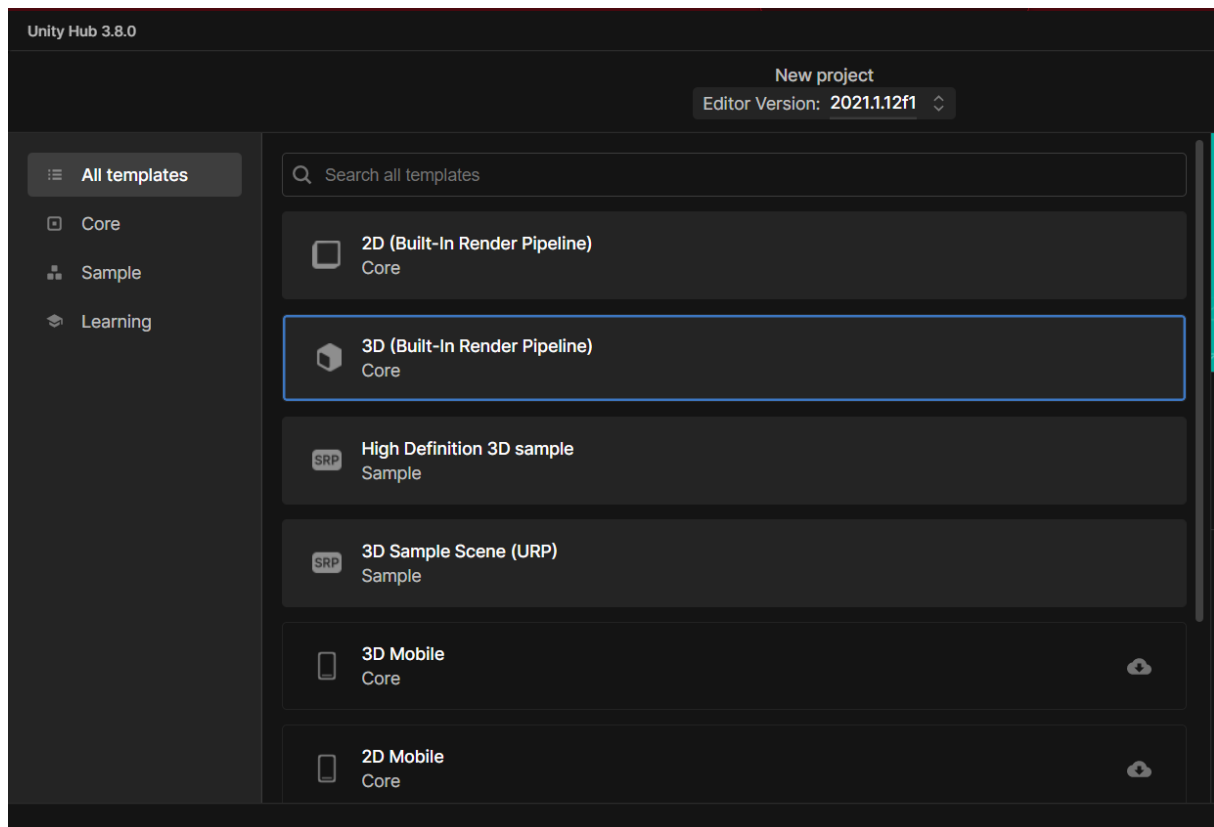 Unity Hub 3.8.0
New project
Editor Version: 2021.1.12f1
All templates
Core
Sample
Learning
Search all templates
2D (Built-In Render Pipeline)
Core
3D (Built-In Render Pipeline)
Core
SRP
High Definition 3D sample
Sample
SRP
3D Sample Scene (URP)
Sample
3D Mobile
Core
2D Mobile
Core